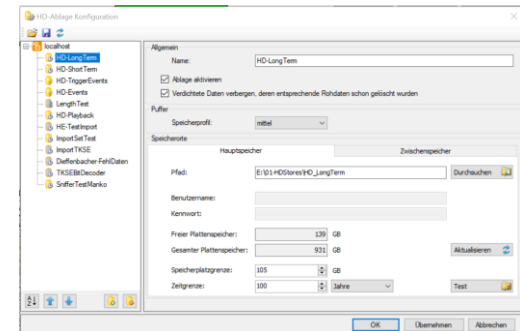 HD-Ablage Konfiguration
localhost
HD-LongTerm
HD-ShortTerm
HD-TriggerEvents
HD-Events
LengthTest
HD-Playback
HE-TestImport
ImportSetTest
ImportTKSE
Dieffenbacher-FehlDaten
TKSEBitDecoder
SnifferTestManko
Allgemein
Name: HD-LongTerm
Ablage aktivieren
Verdichtete Daten verbergen, deren entsprechende Rohdaten schon gelöscht wurden
Puffer
Speicherprofil: mittel
Speicherorte
Hauptspeicher Zwischenspeicher
Pfad: E:\01-HDStores\HD_LongTerm Durchsuchen
Benutzername:
Kennwort:
Freier Plattenspeicher: 139 GB
Gesamter Plattenspeicher: 931 GB Aktualisieren
Speicherplatzgrenze: 105 GB
Zeitgrenze: 100 Jahre Test
OK Übernehmen Abbrechen